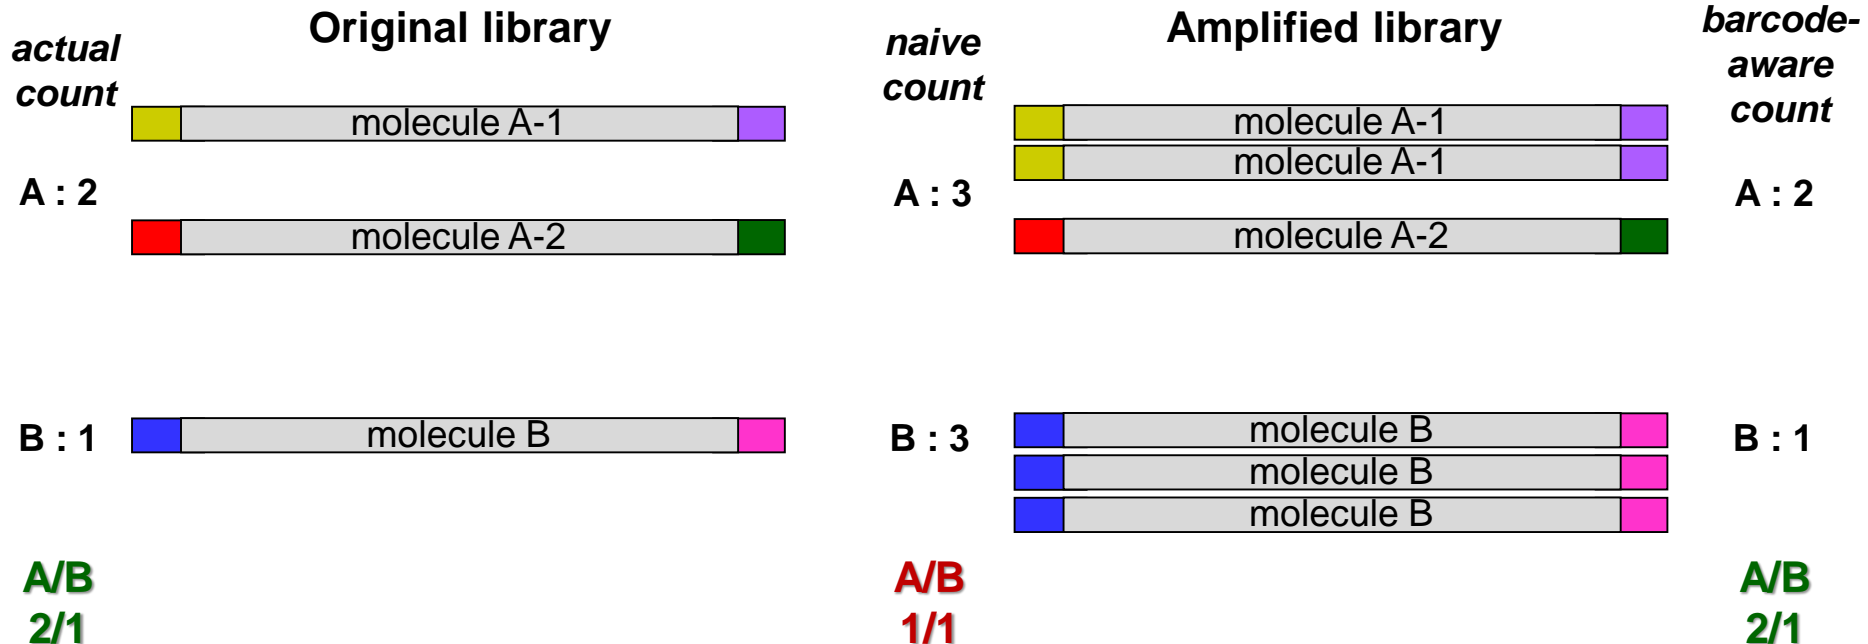 Original library
actual
count
molecule A-1
A : 2
molecule A-2
B : 1
molecule B
A/B
2/1
Amplified library
naive
count
molecule A-1
molecule A-1
A : 3
molecule A-2
B : 3
molecule B
molecule B
molecule B
A/B
1/1
barcode-
aware
count
A : 2
B : 1
A/B
2/1